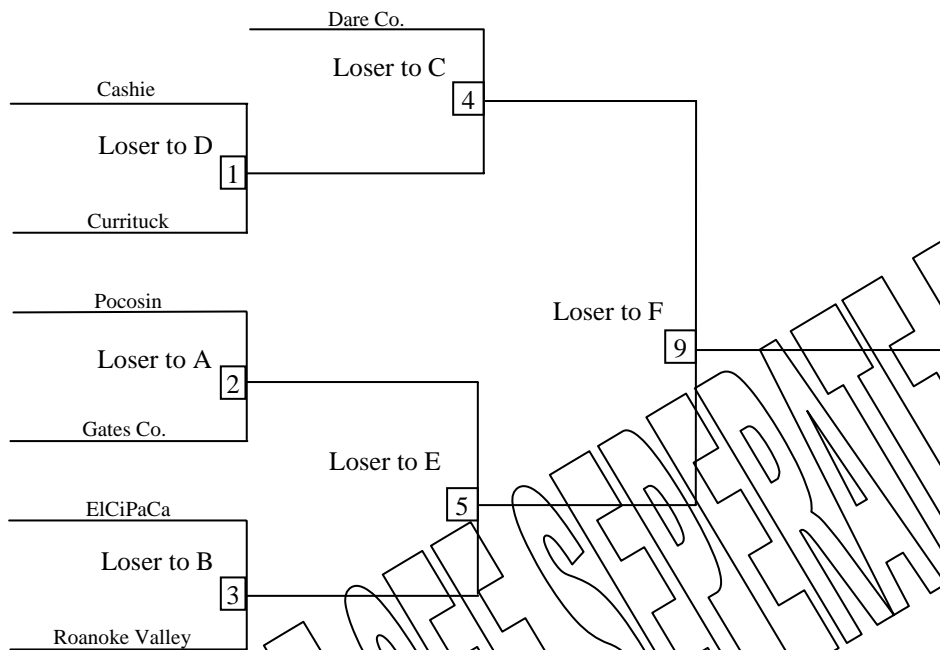 Dare Co.
Loser to C
4
Cashie
Loser to D
1
Currituck
Pocosin
Loser to F
Loser to A
9
2
Gates Co.
Loser to E
ElCiPaCa
5
Loser to B
3
Roanoke Valley
SEPERATE